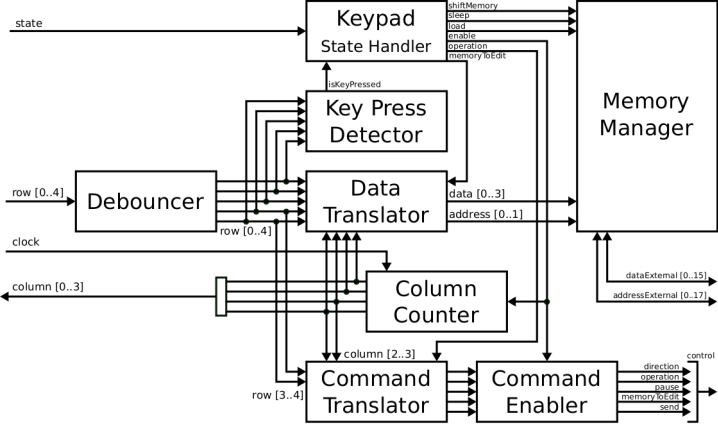 shiftMemory
sleep
load
enable
operation
memoryToEdit
state
Keypad
State Handler
isKeyPressed
Key Press
Detector
Memory
Manager
row [0..4]
Debouncer
row [0..4]
Data
Translator
data [0..3]
address [0..1]
clock
column [0..3]
Column
Counter
dataExternal [0..15]
addressExternal [0..17]
column [2..3]
row [3..4]
Command
Translator
Command
Enabler
control
direction
operation
pause
memoryToEdit
send